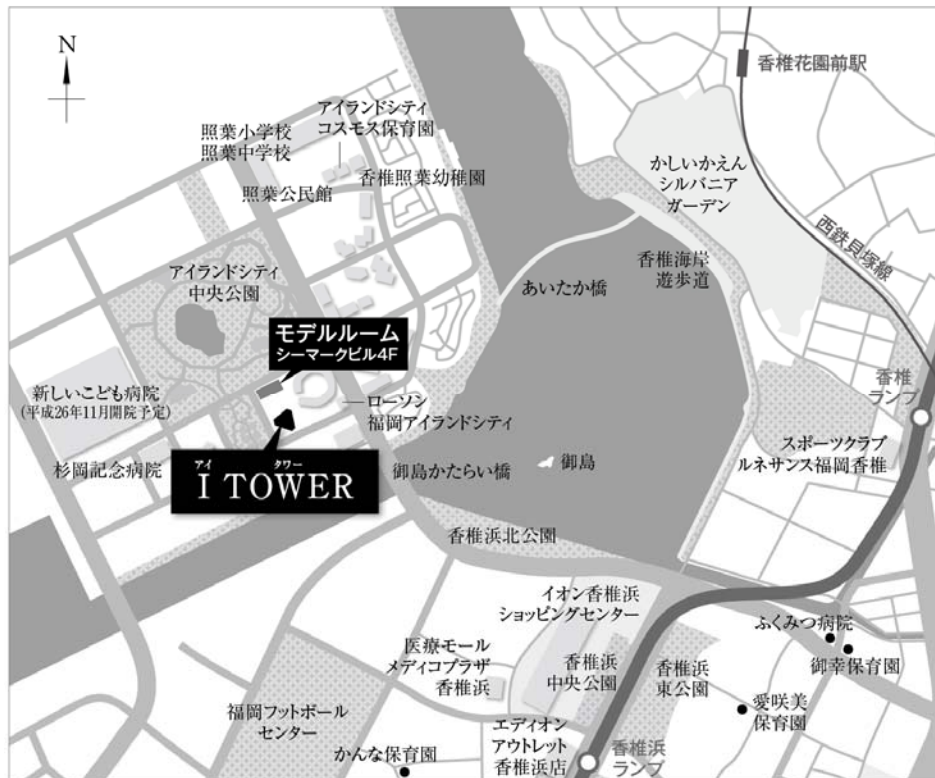 N
香椎花園前駅
アイランドシティ
コスモス保育園
照葉小学校
照葉中学校
かしいかえん
シルバニア
ガーデン
香椎照葉幼稚園
照葉公民館
西鉄貝塚線
香椎海岸
遊歩道
アイランドシティ
中央公園
あいたか橋
モデルルーム
シーマークビル4F
新しいこども病院
(平成26年11月開院予定)
ローソン
福岡アイランドシティ
香椎
ランプ
スポーツクラブ
ルネサンス福岡香椎
杉岡記念病院
アイ タワー
I TOWER
御島かたらい橋
御島
香椎浜北公園
イオン香椎浜
ショッピングセンター
ふくみつ病院
御幸保育園
医療モール
メディコプラザ
香椎浜
香椎浜
中央公園
香椎浜
東公園
愛咲美
保育園
福岡フットボール
センター
エディオン
アウトレット
香椎浜店
香椎浜
ランプ
かんな保育園